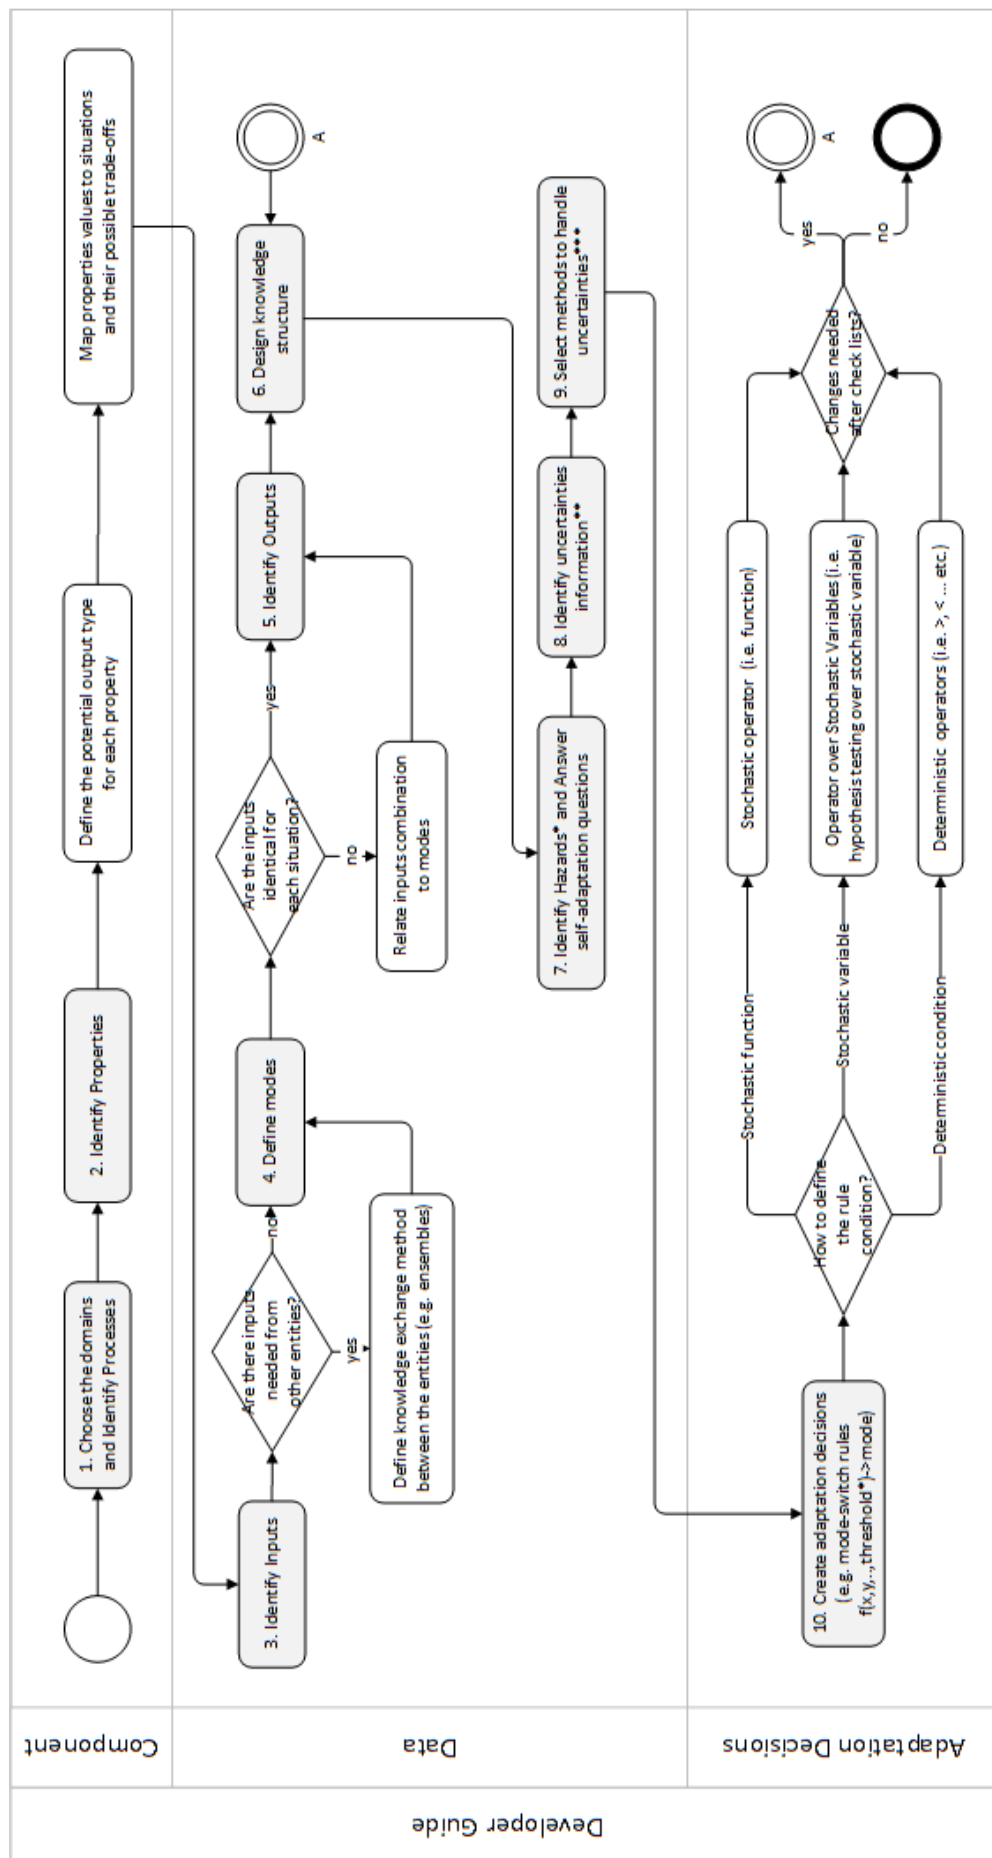 Developer Guide
Component
1. Choose the domains
and Identify Processes
2. Identify Properties
Define the potential output type
for each property
Map properties values to situations
and their possible trade-offs
Data
3. Identify Inputs
Are there inputs
needed from
other entities?
no
yes
Define knowledge exchange method
between the entities (e.g. ensembles)
4. Define modes
Are the inputs
identical for
each situation?
yes
no
Relate inputs combination
to modes
5. Identify Outputs
6. Design knowledge
structure
A
7. Identify Hazards* and Answer
self-adaptation questions
8. Identify uncertainties
information**
9. Select methods to handle
uncertainties***
Adaptation Decisions
10. Create adaption decisions
(e.g. mode-switch rules
f(x,y,..,threshold*)->mode)
How to define
the rule
condition?
Stochastic function
Stochastic variable
Deterministic condition
Stochastic operator (i.e. function)
Operator over Stochastic Variables (i.e.
hypothesis testing over stochastic variable)
Deterministic operators (i.e. >, < ... etc.)
Changes needed
after check lists?
yes
no
A